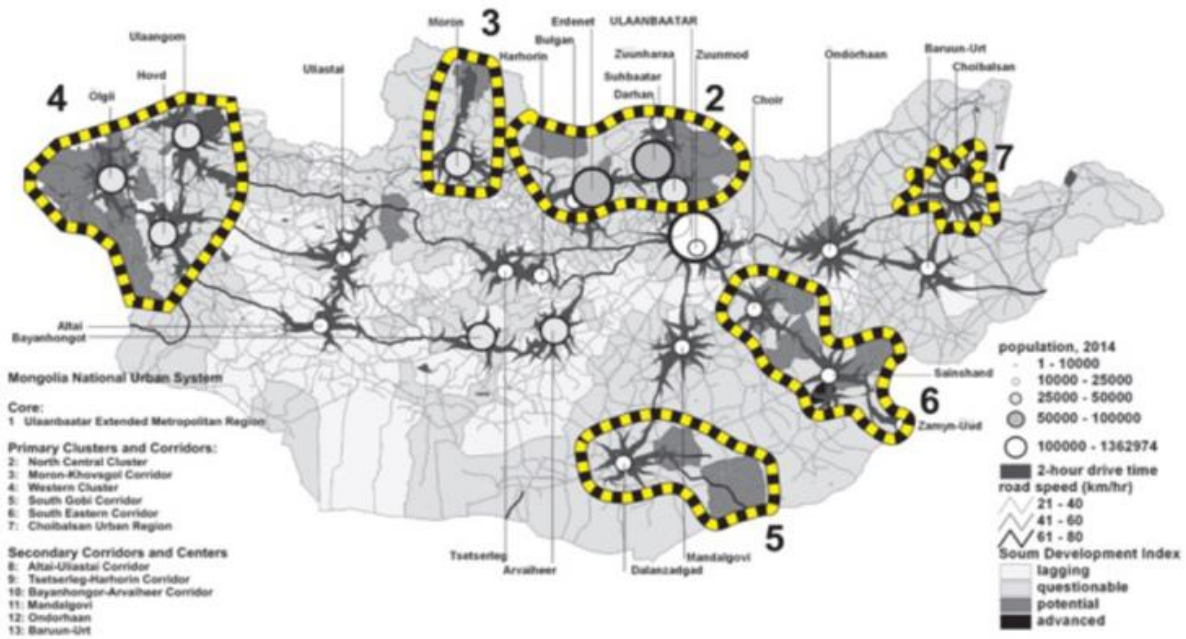 Moron
3
Erdenet
ULAANBAATAR
Ulaangom
Bulgan
Harhorin
Zuunharaa
Zuunmod
Ondorhaan
Baruun-Urt
Uliastai
Choibalsan
Hovd
Suhbaatar
4
Olgii
Darhan
2
Choir
7
Altai
Bayanhongot
Sainshand
6
Zamyn-Uud
5
Tsetserleg
Mandalgovi
Arvaiheer
Dalanzadgad
Mongolia National Urban System
Core:
1 Ulaanbaatar Extended Metropolitan Region
Primary Clusters and Corridors:
2: North Central Cluster
3: Moron-Khovsgol Corridor
4: Western Cluster
5: South Gobi Corridor
6: South Eastern Corridor
7: Choibalsan Urban Region
Secondary Corridors and Centers
8: Altai-Uliastai Corridor
9: Tsetserleg-Harhorin Corridor
10: Bayanhongor-Arvaiheer Corridor
11: Mandalgovi
12: Ondorhaan
13: Baruun-Urt
population, 2014
1 - 10000
10000 - 25000
25000 - 50000
50000 - 100000
100000 - 1362974
2-hour drive time
road speed (km/hr)
21 - 40
41 - 60
61 - 80
Soum Development Index
lagging
questionable
potential
advanced